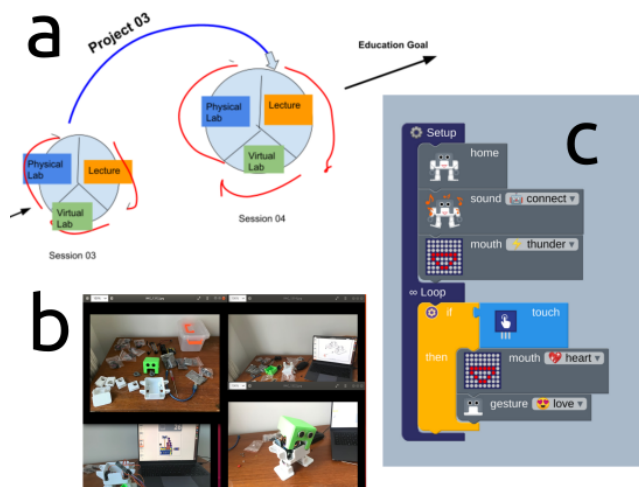 a
Project 03
Education Goal
Physical Lab
Lecture
Virtual Lab
Session 03
Physical Lab
Lecture
Virtual Lab
Session 04
b
c
Setup
home
sound connect
mouth thunder
∞ Loop
if touch
then mouth heart
gesture love